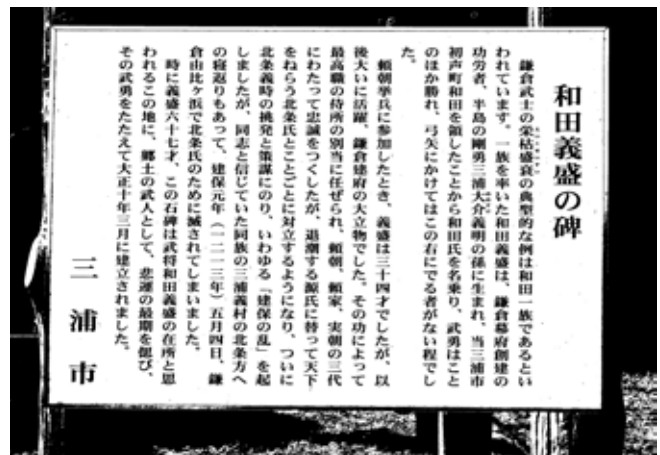 和田義盛の碑
鎌倉武士の栄枯盛衰の典型的な例は和田一族であるとい
われています。一族を率いた和田義盛は、鎌倉幕府創建の
功労者、半島の剛勇三浦大介義明の孫に生まれ、当三浦市
初声町和田を領したことから和田氏を名乗り、武勇はこと
のほか勝れ、弓矢にかけてはこの右にでる者がない程でし
た。
頼朝挙兵に参加したとき、義盛は三十四才でしたが、以
後大いに活躍、鎌倉建府の大立物でした。その功によって
最高職の侍所の別当に任ぜられ、頼朝、頼家、実朝の三代
にわたって忠誠をつくしたが、退潮する源氏に替って天下
をねらう北条氏とことごとに対立するようになり、ついに
北条義時の挑発と策謀にのり、いわゆる「建保の乱」を起
しましたが、同志と信じていた同族の三浦義村の北条方へ
の寝返りもあって、建保元年(一二一三年)五月四日、鎌
倉由比ヶ浜で北条氏のために滅されてしまいました。
時に義盛六十七才、この石碑は武将和田義盛の在所と思
われるこの地に、郷土の武人として、悲運の最期を偲び、
その武勇をたたえて大正十年三月に建立されました。
三浦市